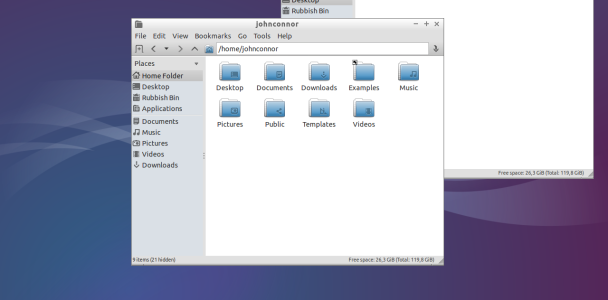 Desktop
Rubbish Bin
johnconnor
File Edit View Bookmarks Go Tools Help
/home/johnconnor
Places
Home Folder
Desktop
Rubbish Bin
Applications
Documents
Music
Pictures
Videos
Downloads
Desktop Documents Downloads Examples Music
Pictures Public Templates Videos
Free space: 26,3 GiB (Total: 119,8 GiB)
9 items (21 hidden) Free space: 26,3 GiB (Total: 119,8 GiB)